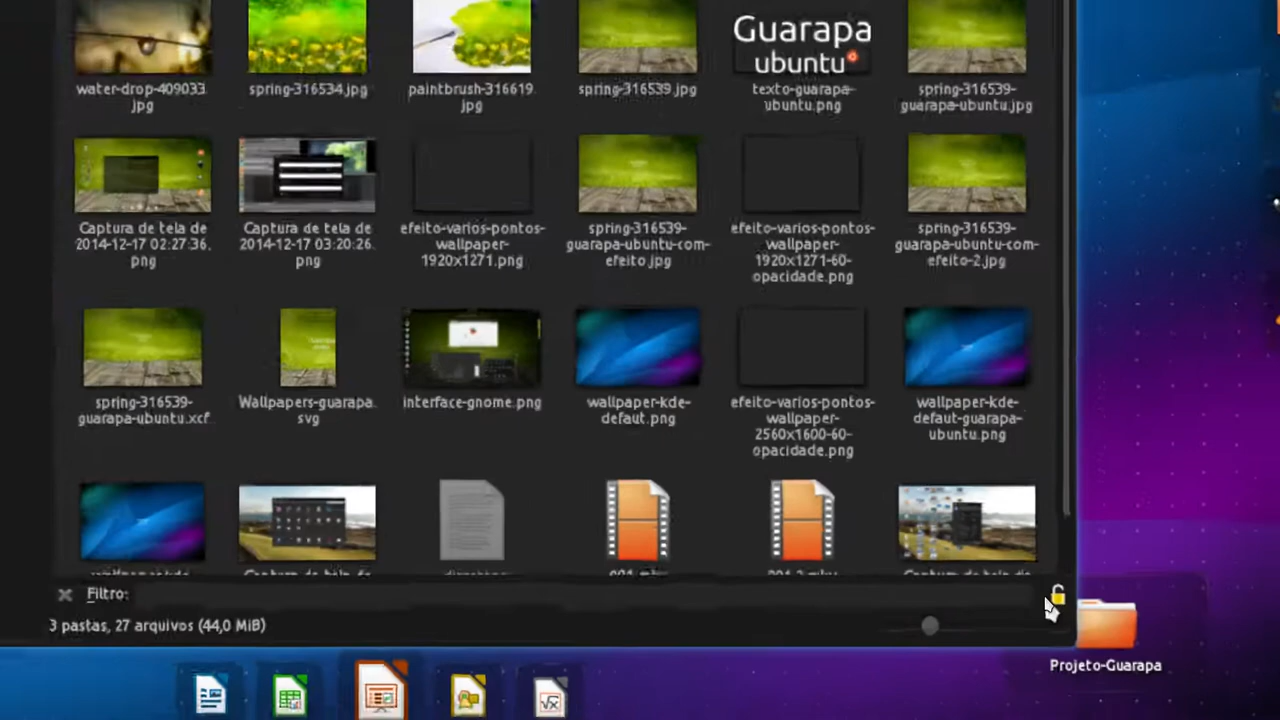 Guarapa
ubuntu
water-drop-409033.
jpg
spring-316534.jpg
paintbrush-316619.
jpg
spring-316539.jpg
texto-guarapa-
ubuntu.png
spring-316539-
guarapa-ubuntu.jpg
Captura de tela de
2014-12-17 02:27:36.
png
Captura de tela de
2014-12-17 03:20:26.
png
efeito-varios-pontos-
wallpaper-
1920x1271.png
spring-316539-
guarapa-ubuntu-com-
efeito.jpg
efeito-varios-pontos-
wallpaper-
1920x1271-60-
opacidade.png
spring-316539-
guarapa-ubuntu-com-
efeito-2.jpg
spring-316539-
guarapa-ubuntu.xcf
Wallpapers-guarapa.
svg
interface-gnome.png
wallpaper-kde-
defaut.png
efeito-varios-pontos-
wallpaper-
2560x1600-60-
opacidade.png
wallpaper-kde-
defaut-guarapa-
ubuntu.png
Filtro:
3 pastas, 27 arquivos (44,0 MiB)
Projeto-Guarapa